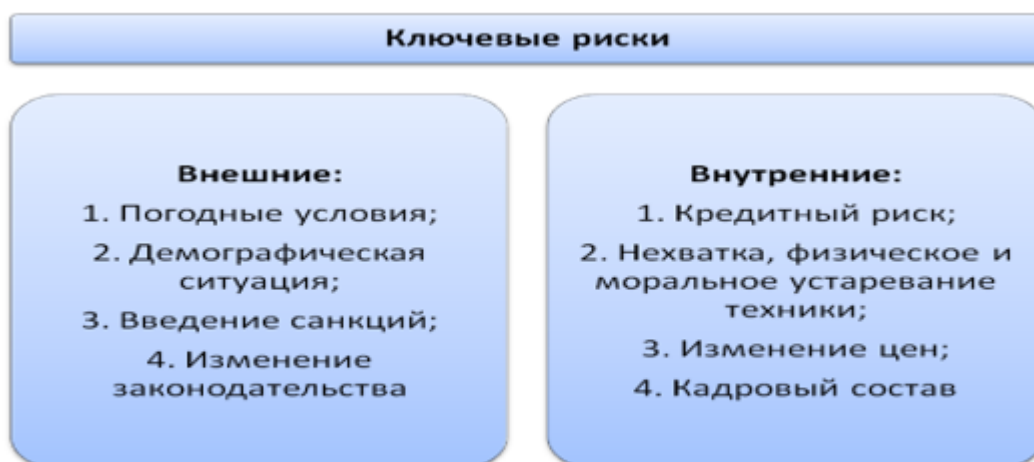 Ключевые риски
Внешние:
1. Погодные условия;
2. Демографическая
ситуация;
3. Введение санкций;
4. Изменение
законодательства
Внутренние:
1. Кредитный риск;
2. Нехватка, физическое и
моральное устаревание
техники;
3. Изменение цен;
4. Кадровый состав